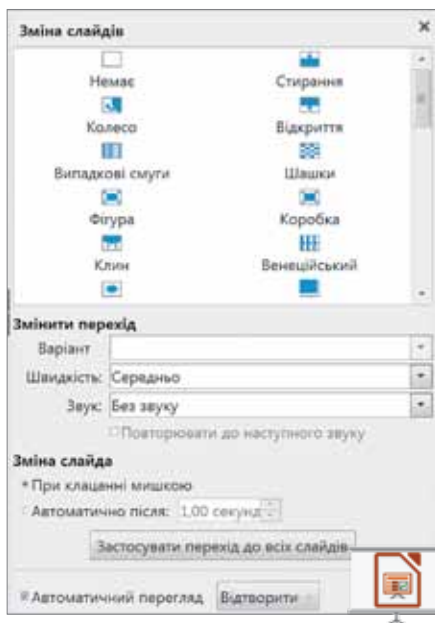 Зміна слайдів
Немає
Стирання
Колесо
Відкриття
Випадкові смуги
Шашки
Фігура
Коробка
Клин
Венеційський
Змінити перехід
Варіант
Швидкість: Середньо
Звук: Без звуку
Повторювати до наступного звуку
Зміна слайда
При клацанні мишкою
Автоматично після: 1,00 секунд
Застосувати перехід до всіх слайдів
Автоматичний перегляд Відтворити